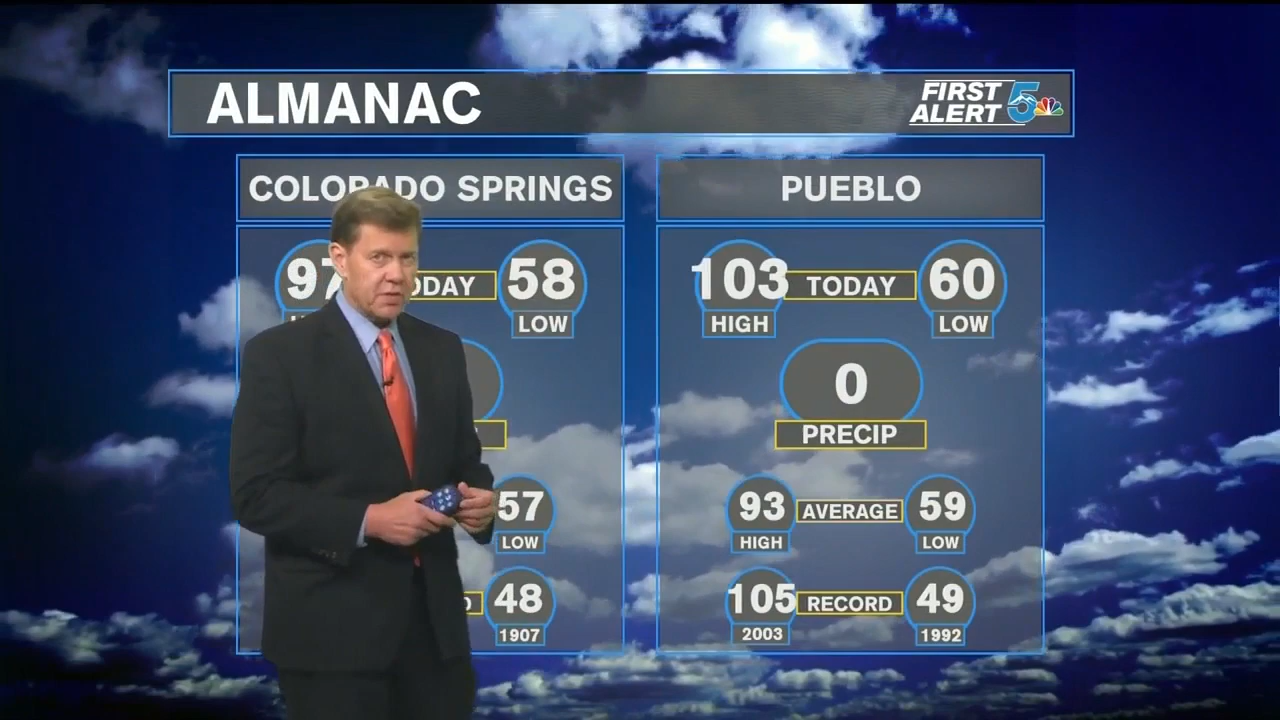 ALMANAC
FIRST
ALERT 5
COLORADO SPRINGS
58
LOW
57
LOW
48
1907
PUEBLO
103 TODAY 60
HIGH LOW
0
PRECIP
93 AVERAGE 59
HIGH LOW
105 RECORD 49
2003 1992